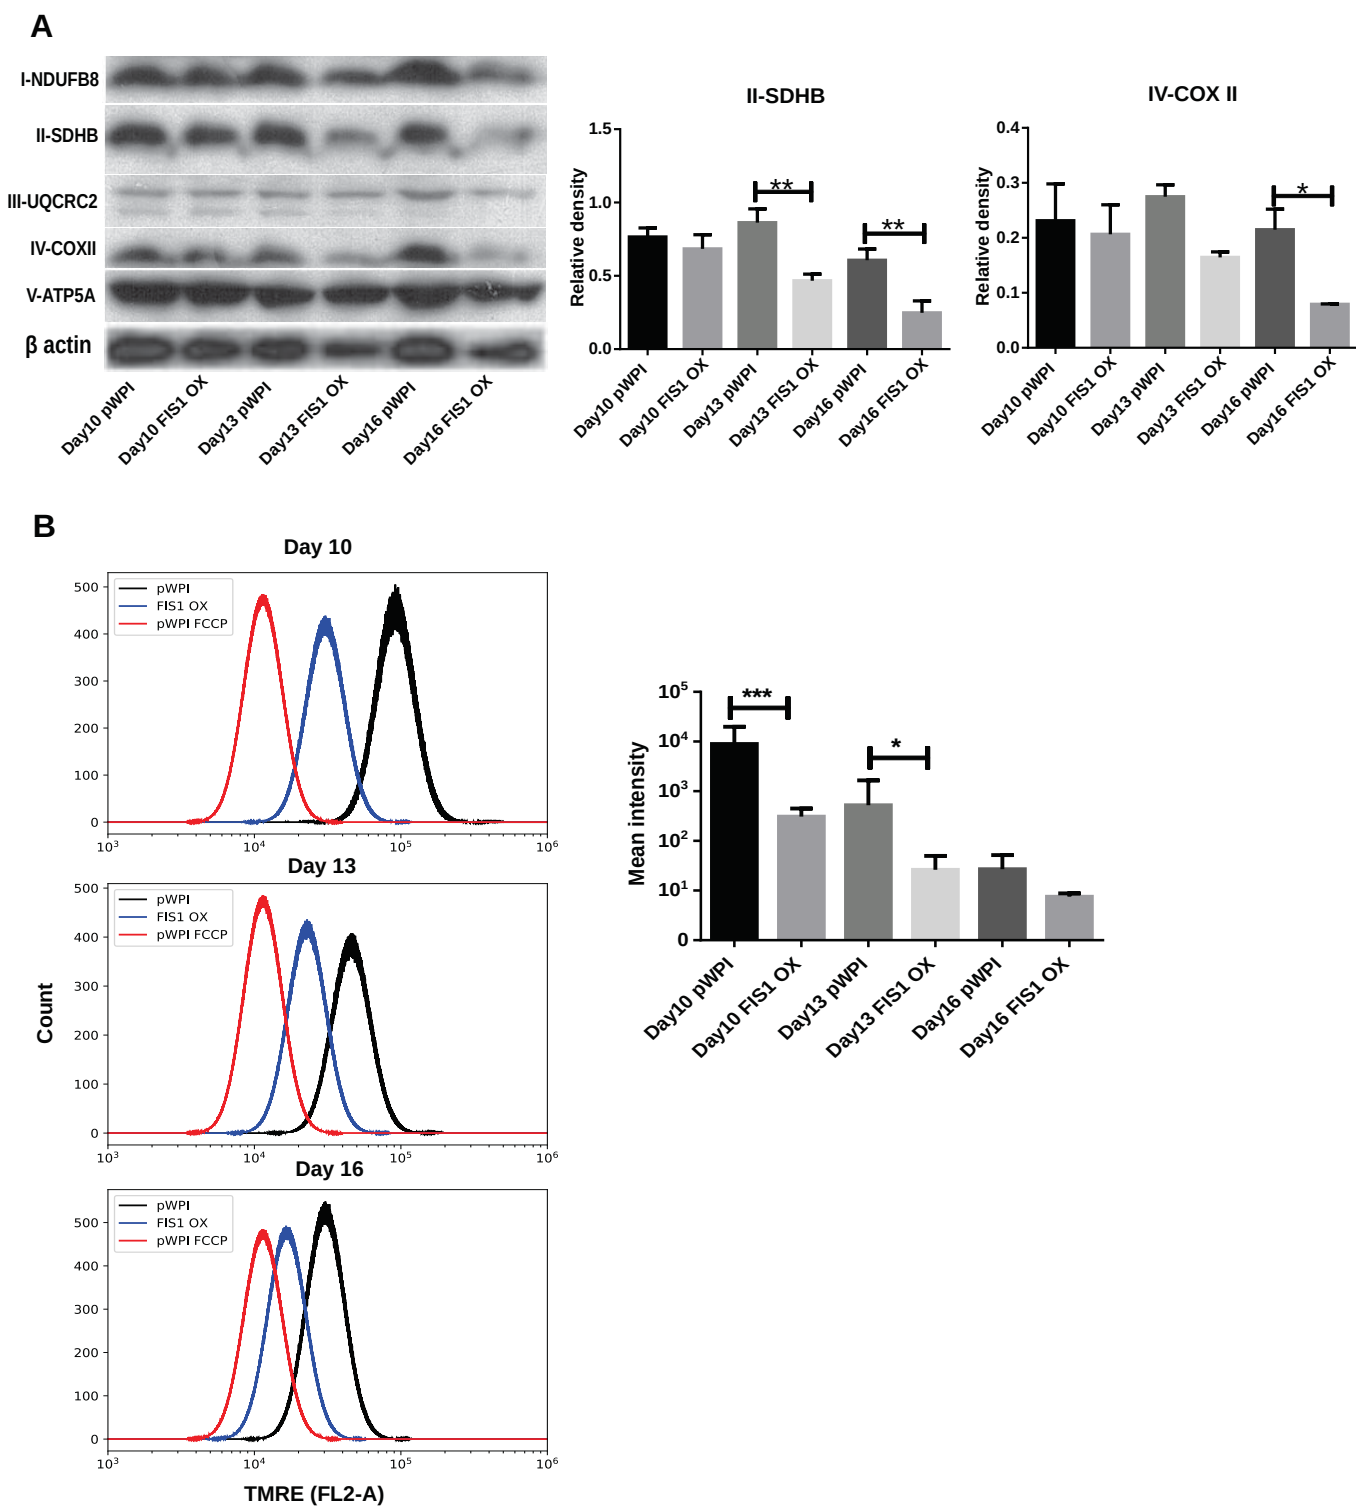 A
I-NDUFB8
II-SDHB
III-UQCRC2
IV-COXII
V-ATP5A
β actin
Day10 pWPI
Day10 FIS1 OX
Day13 pWPI
Day13 FIS1 OX
Day16 pWPI
Day16 FIS1 OX
II-SDHB
Relative density
1.5
1.0
0.5
0.0
**
**
Day10 pWPI
Day10 FIS1 OX
Day13 pWPI
Day13 FIS1 OX
Day16 pWPI
Day16 FIS1 OX
IV-COX II
Relative density
0.4
0.3
0.2
0.1
0.0
*
Day10 pWPI
Day10 FIS1 OX
Day13 pWPI
Day13 FIS1 OX
Day16 pWPI
Day16 FIS1 OX
B
Day 10
500
400
300
200
100
0
pWPI
FIS1 OX
pWPI FCCP
10³ 10⁴ 10⁵ 10⁶
Day 13
500
400
300
200
100
0
pWPI
FIS1 OX
pWPI FCCP
10³ 10⁴ 10⁵ 10⁶
Count
Day 16
500
400
300
200
100
0
pWPI
FIS1 OX
pWPI FCCP
10³ 10⁴ 10⁵ 10⁶
TMRE (FL2-A)
Mean intensity
10⁵
10⁴
10³
10²
10¹
0
***
*
Day10 pWPI
Day10 FIS1 OX
Day13 pWPI
Day13 FIS1 OX
Day16 pWPI
Day16 FIS1 OX